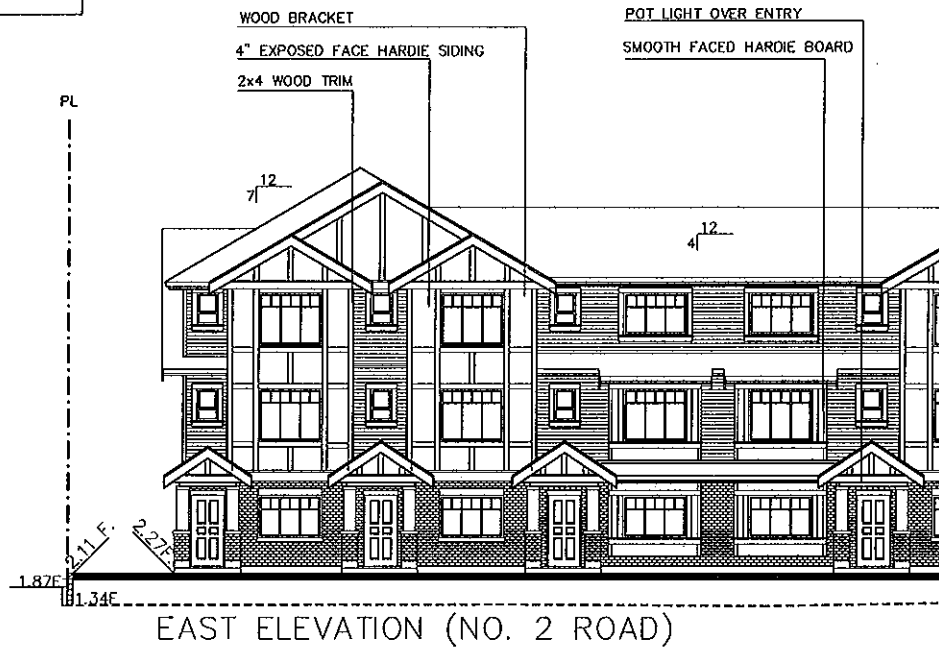 WOOD BRACKET
POT LIGHT OVER ENTRY
4" EXPOSED FACE HARDIE SIDING
SMOOTH FACED HARDIE BOARD
2x4 WOOD TRIM
PL
12
7
12
4
2.11 F.
2.27F
1.87F
1.34F
EAST ELEVATION (NO. 2 ROAD)